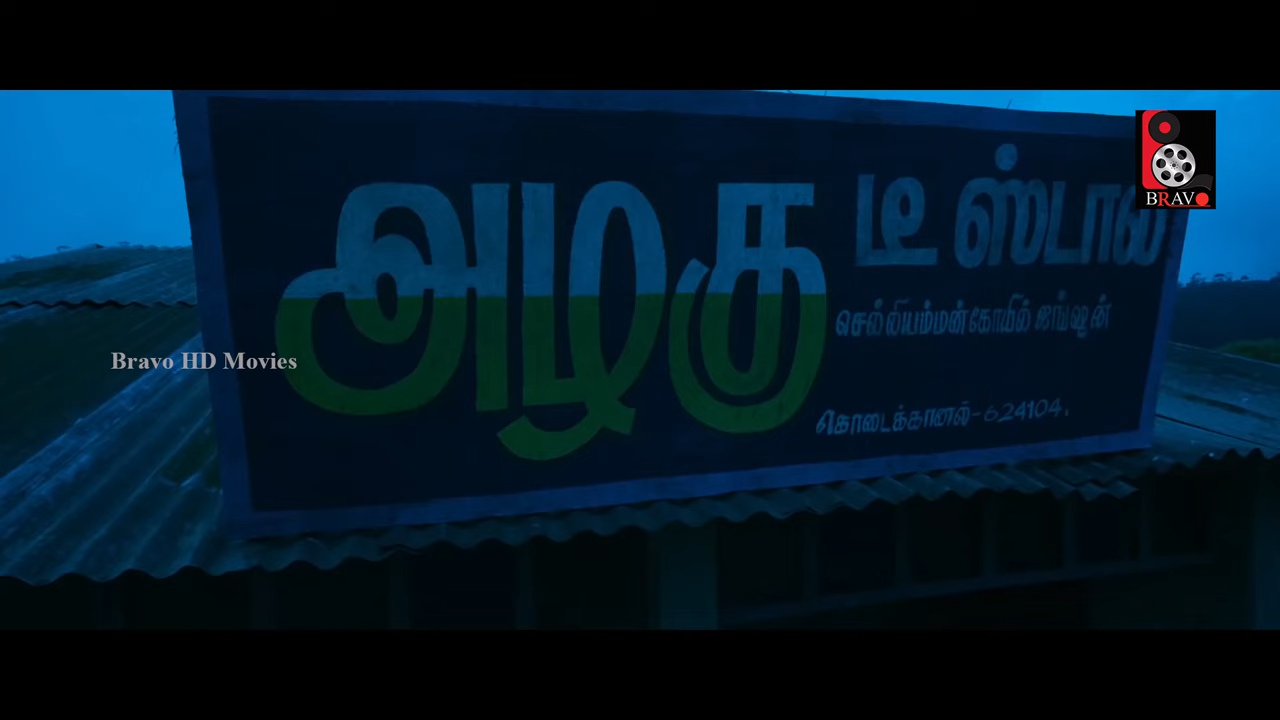 அழகு டீ ஸ்டால்
செல்லியம்மன்கோயில் ஜங்ஷன்
கொடைக்கானல்-624104.
Bravo HD Movies
BRAVO